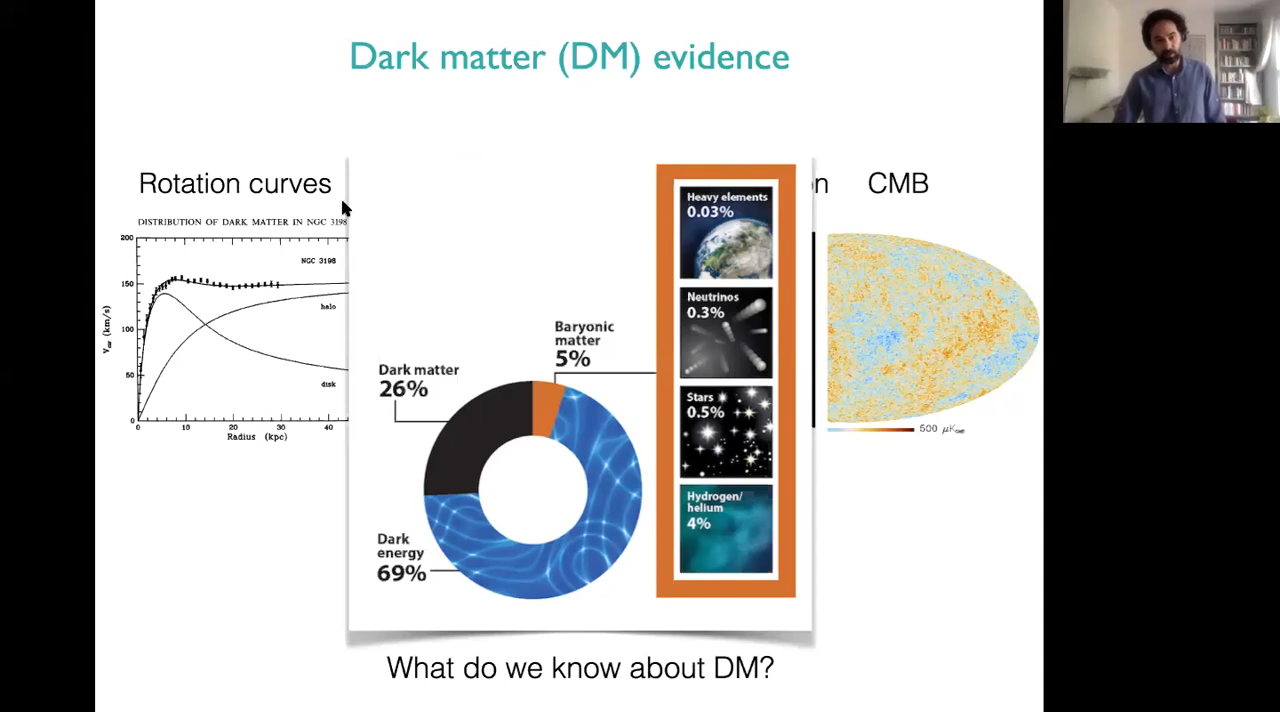 Dark matter (DM) evidence
Rotation curves
on
CMB
DISTRIBUTION OF DARK MATTER IN NGC 3198
200
150
100
50
0
NGC 3198
halo
disk
0
10
20
30
40
Radius (kpc)
Dark matter
26%
Baryonic
matter
5%
Dark
energy
69%
Heavy elements
0.03%
Neutrinos
0.3%
Stars
0.5%
Hydrogen/
helium
4%
500 μK
What do we know about DM?